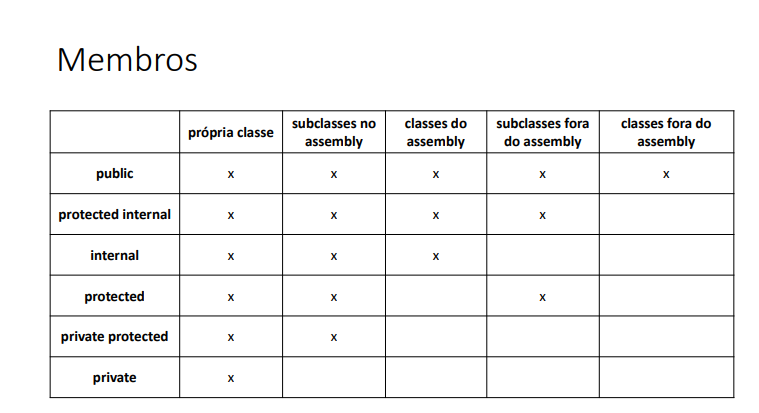 Membros
própria classe subclasses no assembly classes do assembly subclasses fora do assembly classes fora do assembly
public x x x x x
protected internal x x x x
internal x x x
protected x x x
private protected x x
private x